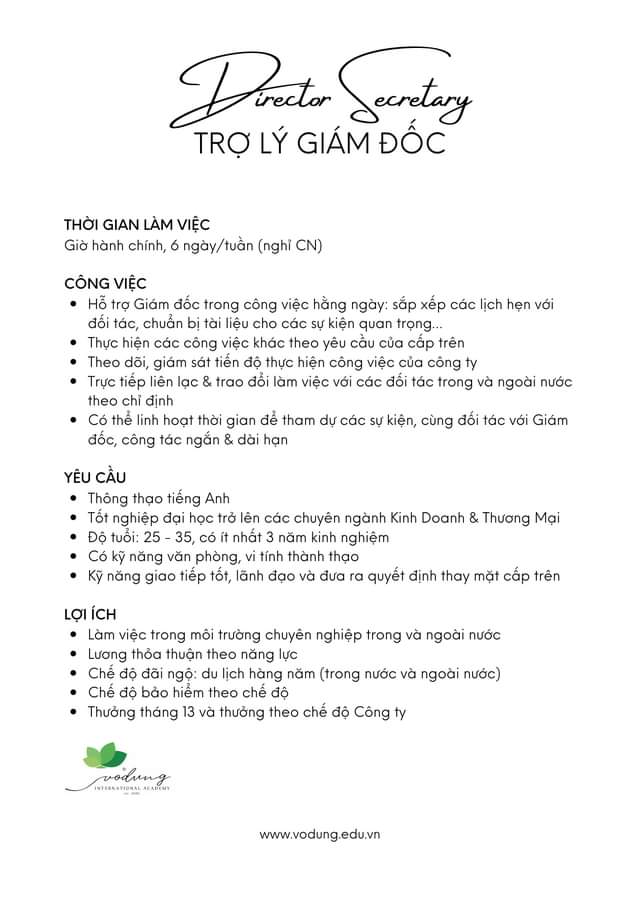 Director Secretary
TRỢ LÝ GIÁM ĐỐC
THỜI GIAN LÀM VIỆC
Giờ hành chính, 6 ngày/tuần (nghỉ CN)
CÔNG VIỆC
• Hỗ trợ Giám đốc trong công việc hằng ngày: sắp xếp các lịch hẹn với
đối tác, chuẩn bị tài liệu cho các sự kiện quan trọng...
• Thực hiện các công việc khác theo yêu cầu của cấp trên
• Theo dõi, giám sát tiến độ thực hiện công việc của công ty
• Trực tiếp liên lạc & trao đổi làm việc với các đối tác trong và ngoài nước
theo chỉ định
• Có thể linh hoạt thời gian để tham dự các sự kiện, cùng đối tác với Giám
đốc, công tác ngắn & dài hạn
YÊU CẦU
• Thông thạo tiếng Anh
• Tốt nghiệp đại học trở lên các chuyên ngành Kinh Doanh & Thương Mại
• Độ tuổi: 25 - 35, có ít nhất 3 năm kinh nghiệm
• Có kỹ năng văn phòng, vi tính thành thạo
• Kỹ năng giao tiếp tốt, lãnh đạo và đưa ra quyết định thay mặt cấp trên
LỢI ÍCH
• Làm việc trong môi trường chuyên nghiệp trong và ngoài nước
• Lương thỏa thuận theo năng lực
• Chế độ đãi ngộ: du lịch hàng năm (trong nước và ngoài nước)
• Chế độ bảo hiểm theo chế độ
• Thưởng tháng 13 và thưởng theo chế độ Công ty
vodung
INTERNATIONAL ACADEMY
www.vodung.edu.vn